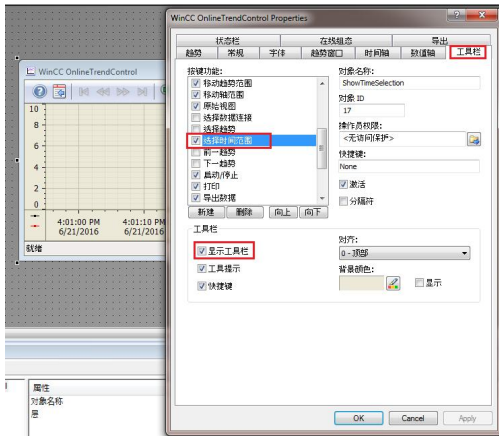 WinCC OnlineTrendControl Properties
状态栏 在线组态 导出
趋势 常规 字体 趋势窗口 时间轴 数值轴 工具栏
按键功能:
移动趋势范围
移动轴范围
原始视图
选择数据连接
选择趋势
选择时间范围
前一趋势
下一趋势
启动/停止
打印
导出数据
新建 删除 向上 向下
对象名称:
ShowTimeSelection
对象 ID
17
操作员权限:
<无访问保护>
快捷键:
None
激活
分隔符
工具栏
显示工具栏
工具提示
快捷键
对齐:
0 - 顶部
背景颜色:
显示
OK Cancel Apply
WinCC OnlineTrendControl
10
8
6
4
2
0
4:01:00 PM 4:01:10 PM
6/21/2016 6/21/2016
就绪
属性
对象名称
层